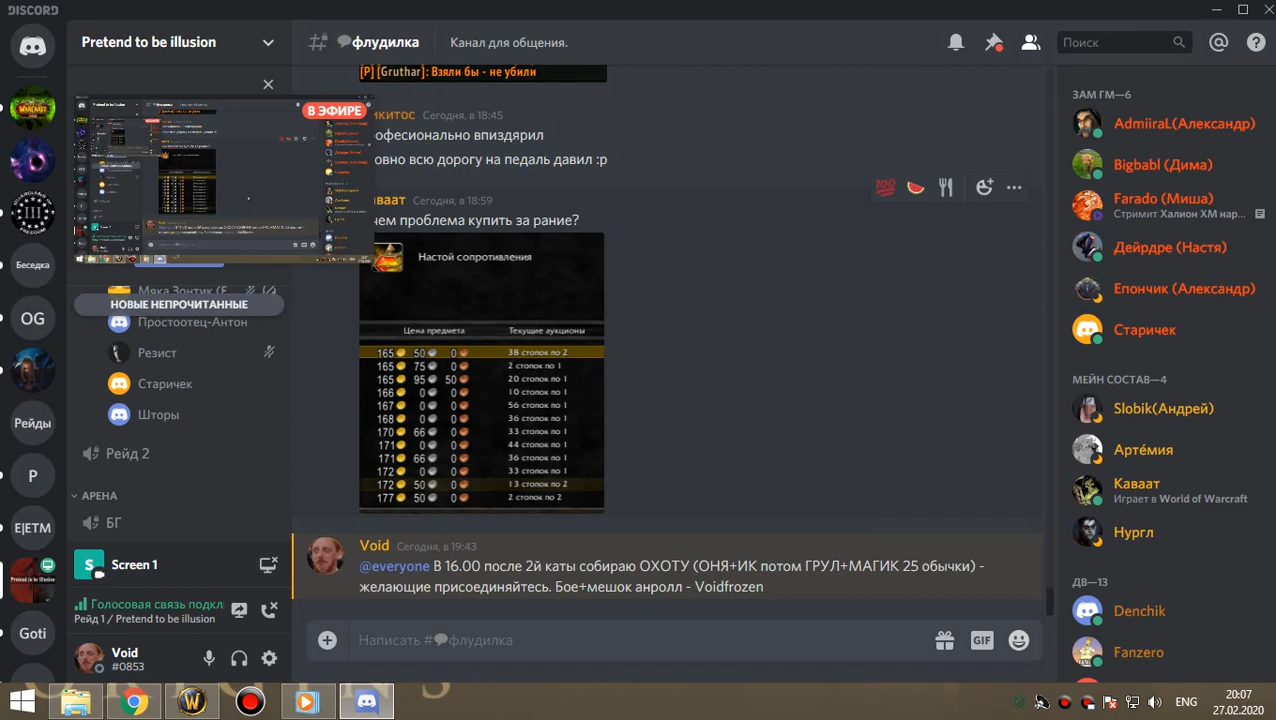 DISCORD
Pretend to be illusion
флудилка
Канал для общения.
Поиск
[P] [Gruthar]: Взяли бы - не убили
Сегодня, в 18:45
офесионально впиздярил
овно всю дорогу на педаль давил :p
В ЭФИРЕ
ваат Сегодня, в 18:59
чем проблема купить за рание?
Настой сопротивления
Цена предмета Текущие аукционы
165 50 0 38 стопок по 2
165 75 0 2 стопок по 1
165 95 50 20 стопок по 1
166 0 0 10 стопок по 1
167 0 0 56 стопок по 1
168 0 0 36 стопок по 1
170 66 0 33 стопок по 1
171 0 0 44 стопок по 1
171 66 0 36 стопок по 1
172 0 0 33 стопок по 1
172 50 0 13 стопок по 2
177 50 0 2 стопок по 2
Void Сегодня, в 19:43
@everyone В 16.00 после 2й каты собираю ОХОТУ (ОНЯ+ИК потом ГРУЛ+МАГИК 25 обычки) -
желающие присоединяйтесь. Бое+мешок анролл - Voidfrozen
Написать #флудилка
GIF
Мяка Зонтик (Е
НОВЫЕ НЕПРОЧИТАННЫЕ
Простоотец-Антон
Резист
Старичек
Шторы
Рейд 2
АРЕНА
БГ
Screen 1
Голосовая связь подкл
Рейд 1 / Pretend to be illusion
Void
#0853
III
Беседка
OG
Рейды
P
E|ETM
Pretend to be illusion
Goti
ЗАМ ГМ—6
AdmiiraL(Александр)
Bigbabl (Дима)
Farado (Миша)
Стримит Халион ХМ нар...
Дейрдре (Настя)
Епончик (Александр)
Старичек
МЕЙН СОСТАВ—4
Slobik(Андрей)
Артéмия
Каваат
Играет в World of Warcraft
Нургл
ДВ—13
Denchik
Fanzero
ENG
20:07
27.02.2020